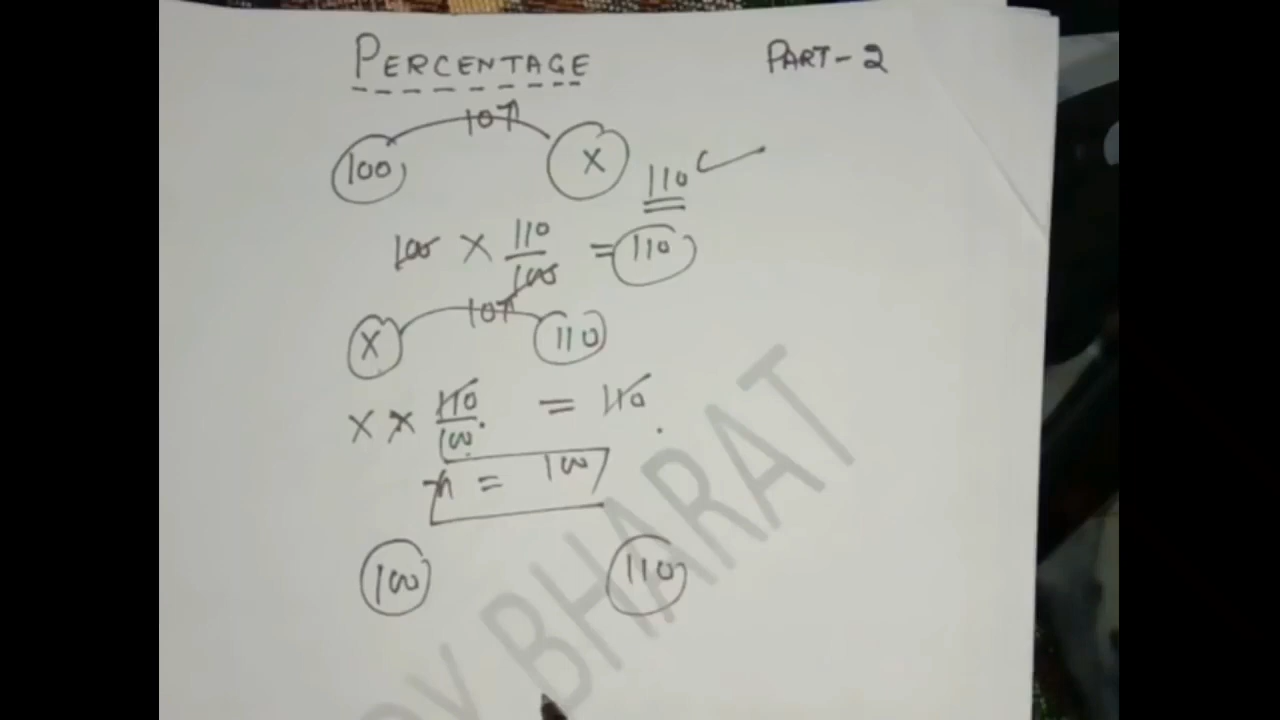 PERCENTAGE PART-2
10↑
100 X 110
100 X 110/100 = 110
10↑
X 110
X x 110/100 = 110
x = 100
100 110
DY BHARAT